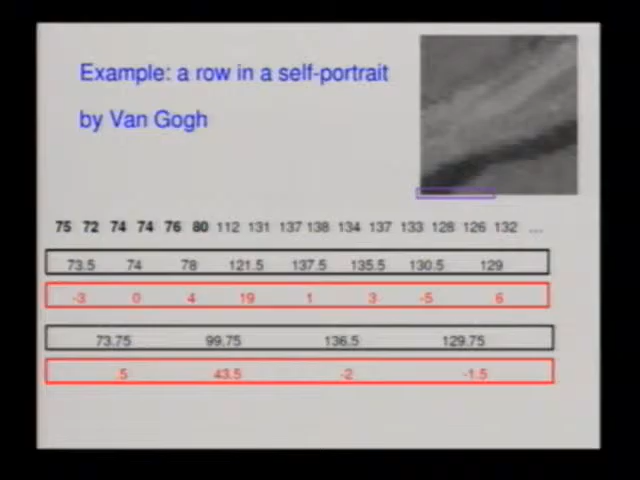 Example: a row in a self-portrait
by Van Gogh
75 72 74 74 76 80 112 131 137 138 134 137 133 128 126 132 ...
73.5 74 78 121.5 137.5 135.5 130.5 129
-3 0 4 19 1 3 -5 6
73.75 99.75 136.5 129.75
.5 43.5 -2 -1.5